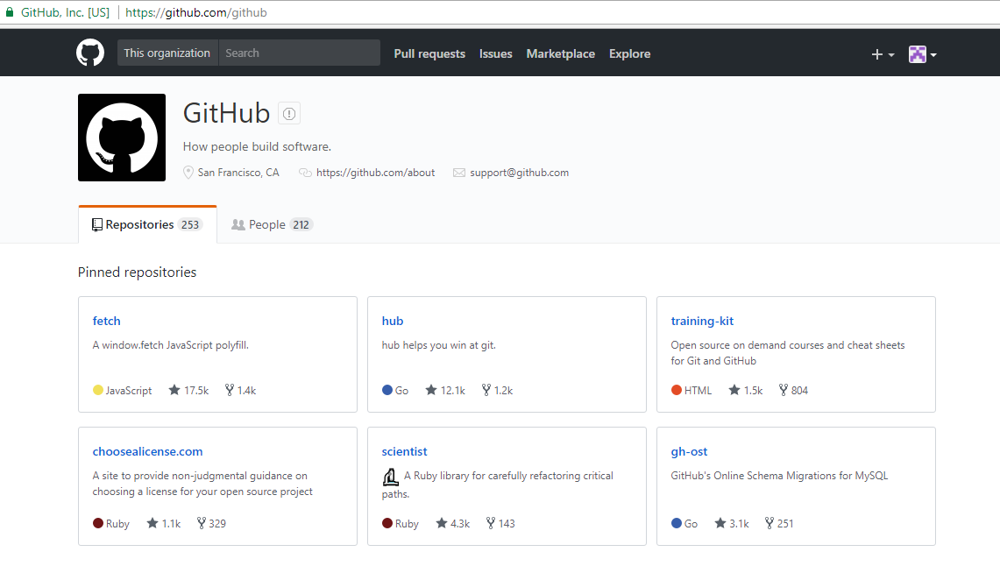 GitHub, Inc. [US] https://github.com/github
This organization Search Pull requests Issues Marketplace Explore
GitHub
How people build software.
San Francisco, CA https://github.com/about support@github.com
Repositories 253 People 212
Pinned repositories
fetch
A window.fetch JavaScript polyfill.
JavaScript 17.5k 1.4k
hub
hub helps you win at git.
Go 12.1k 1.2k
training-kit
Open source on demand courses and cheat sheets
for Git and GitHub
HTML 1.5k 804
choosealicense.com
A site to provide non-judgmental guidance on
choosing a license for your open source project
Ruby 1.1k 329
scientist
A Ruby library for carefully refactoring critical
paths.
Ruby 4.3k 143
gh-ost
GitHub's Online Schema Migrations for MySQL
Go 3.1k 251